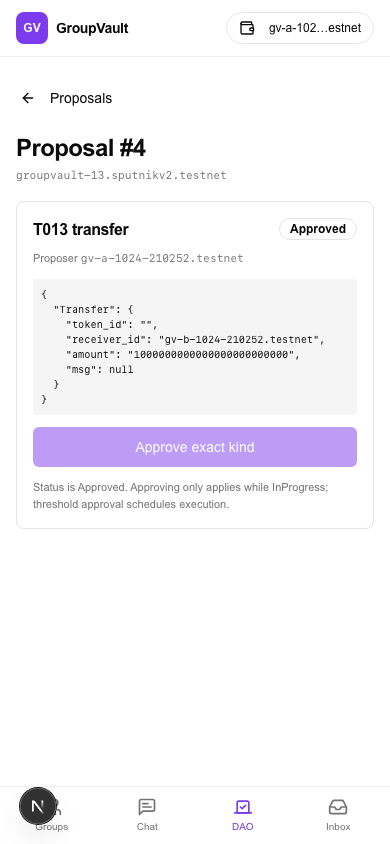 GV GroupVault gv-a-102…estnet
Proposals
Proposal #4
groupvault-13.sputnikv2.testnet
T013 transfer Approved
Proposer gv-a-1024-210252.testnet
{
  "Transfer": {
    "token_id": "",
    "receiver_id": "gv-b-1024-210252.testnet",
    "amount": "1000000000000000000000000",
    "msg": null
  }
}
Approve exact kind
Status is Approved. Approving only applies while InProgress;
threshold approval schedules execution.
N
Groups Chat DAO Inbox